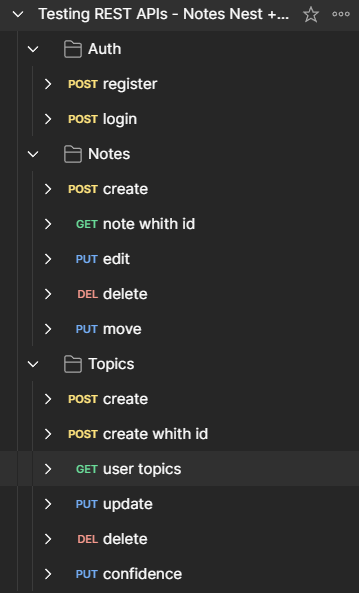 Testing REST APIs - Notes Nest +...
Auth
POST register
POST login
Notes
POST create
GET note whith id
PUT edit
DEL delete
PUT move
Topics
POST create
POST create whith id
GET user topics
PUT update
DEL delete
PUT confidence